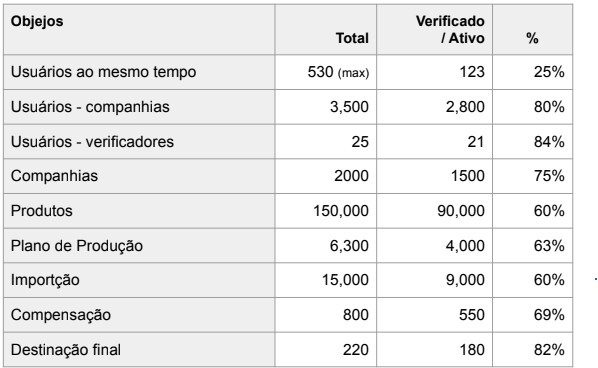 Objejos Total Verificado / Ativo %
Usuários ao mesmo tempo 530 (max) 123 25%
Usuários - companhias 3,500 2,800 80%
Usuários - verificadores 25 21 84%
Companhias 2000 1500 75%
Produtos 150,000 90,000 60%
Plano de Produção 6,300 4,000 63%
Importção 15,000 9,000 60%
Compensação 800 550 69%
Destinação final 220 180 82%